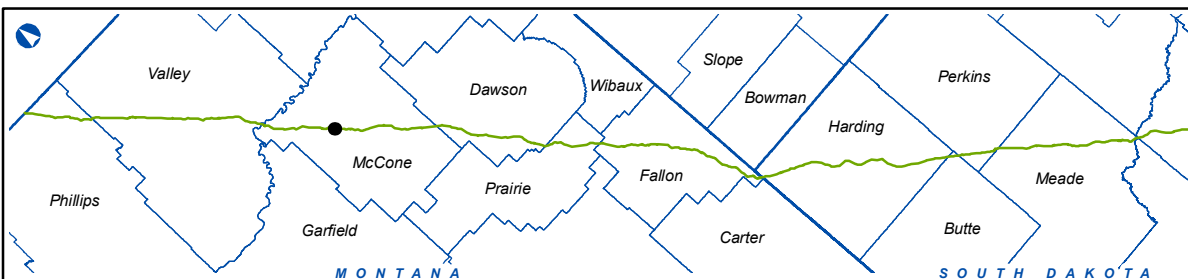 Valley
Dawson
Wibaux
Slope
Bowman
Perkins
Harding
McCone
Phillips
Prairie
Fallon
Meade
Garfield
Carter
Butte
MONTANA
SOUTH DAKOTA